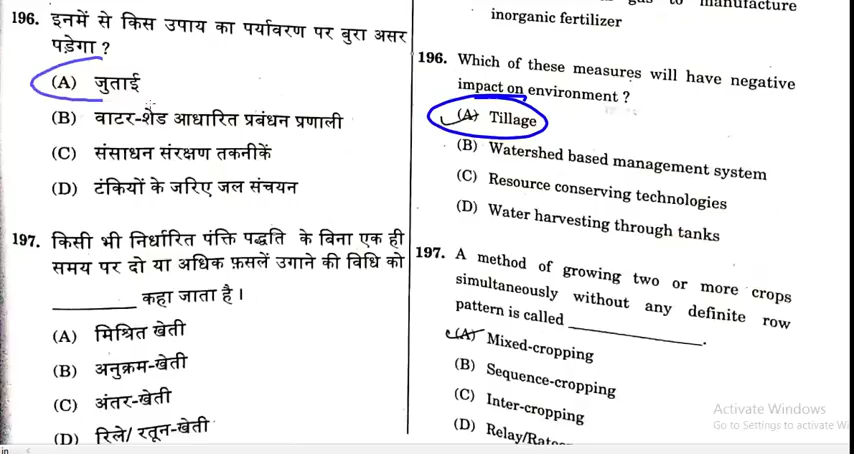 196. इनमें से किस उपाय का पर्यावरण पर बुरा असर
पड़ेगा ?
(A) जुताई
(B) वाटर-शेड आधारित प्रबंधन प्रणाली
(C) संसाधन संरक्षण तकनीकें
(D) टंकियों के जरिए जल संचयन
197. किसी भी निर्धारित पंक्ति पद्धति के बिना एक ही
समय पर दो या अधिक फ़सलें उगाने की विधि को
________ कहा जाता है ।
(A) मिश्रित खेती
(B) अनुक्रम-खेती
(C) अंतर-खेती
(D) रिले/ रतून-खेती
to manufacture
inorganic fertilizer
196. Which of these measures will have negative
impact on environment ?
(A) Tillage
(B) Watershed based management system
(C) Resource conserving technologies
(D) Water harvesting through tanks
197. A method of growing two or more crops
simultaneously without any definite row
pattern is called ________.
(A) Mixed-cropping
(B) Sequence-cropping
(C) Inter-cropping
(D) Relay/
Activate Windows
Go to Settings to activate
in